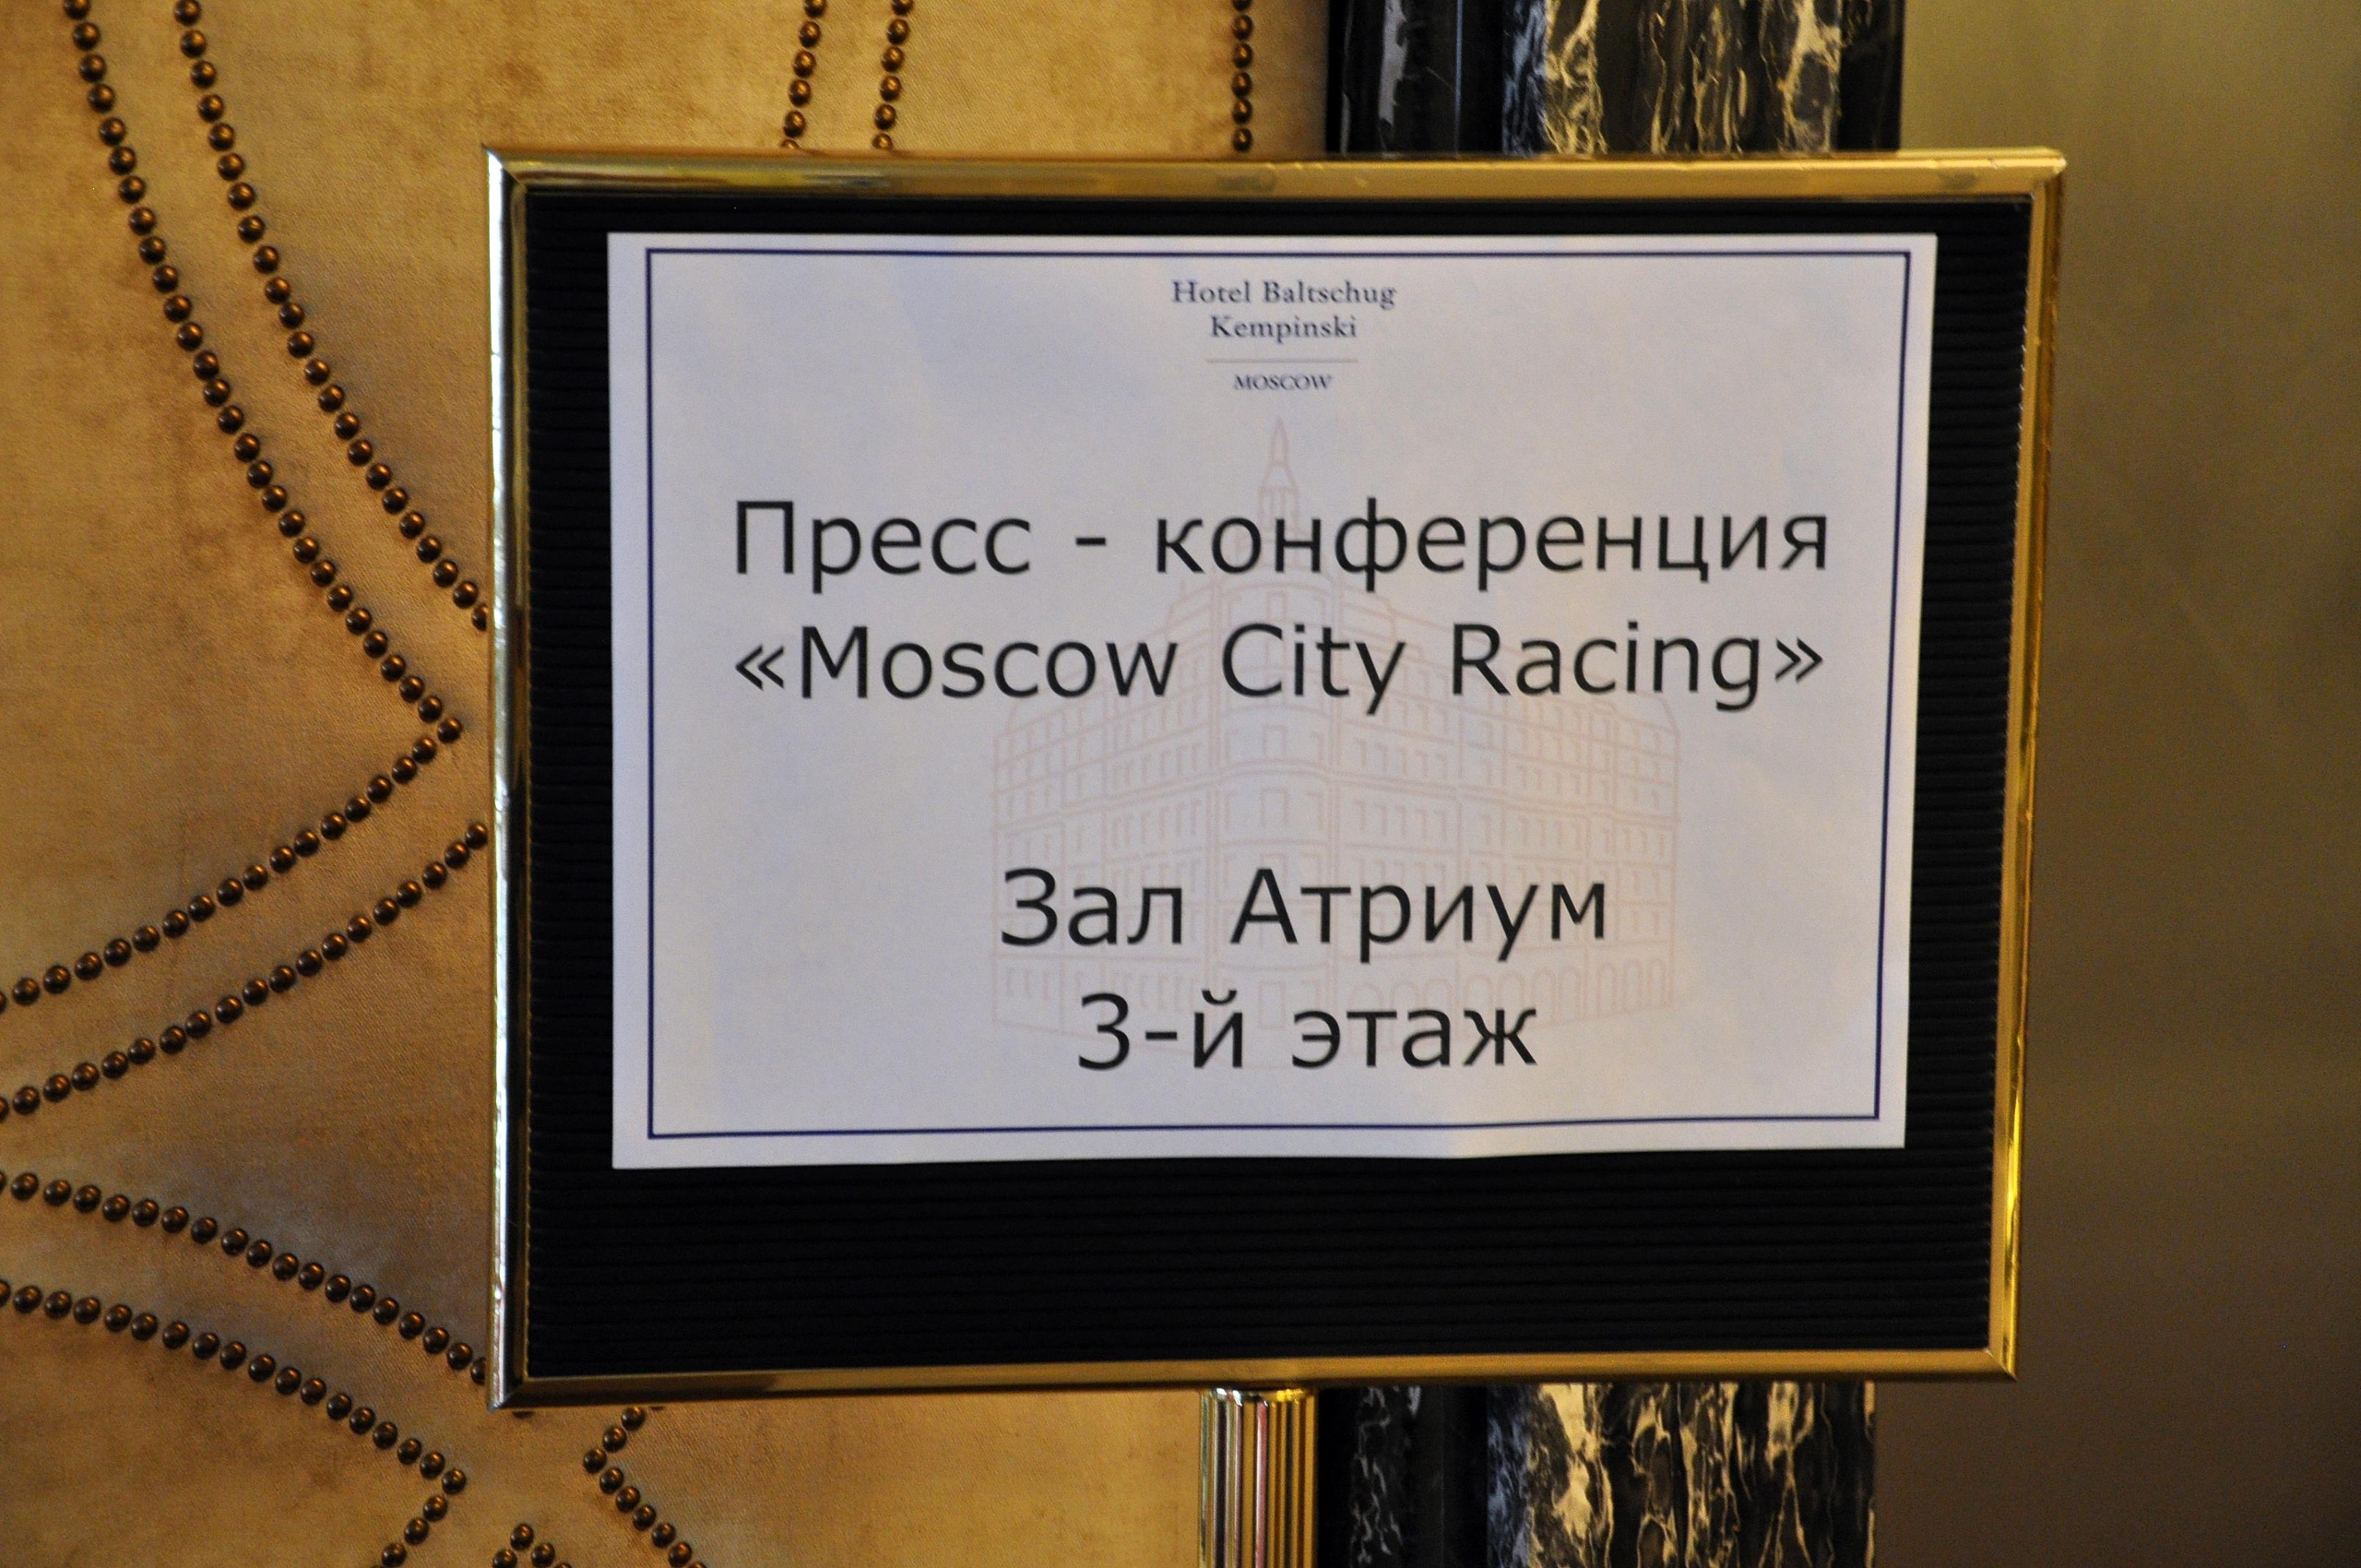 Hotel Baltschug
Kempinski
MOSCOW
Пресс - конференция
«Moscow City Racing»
Зал Атриум
3-й этаж